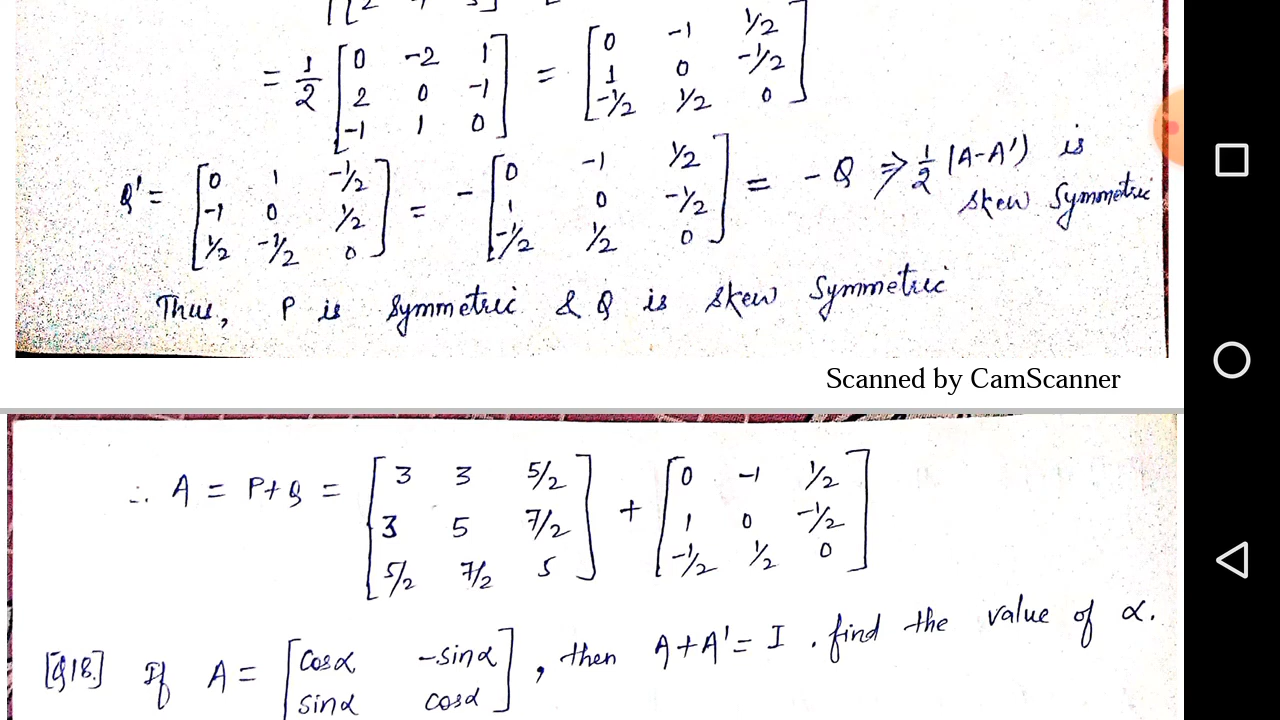 = 1/2 [0 -2 1; 2 0 -1; -1 1 0] = [0 -1 1/2; 1 0 -1/2; -1/2 1/2 0]
Q' = [0 1 -1/2; -1 0 1/2; 1/2 -1/2 0] = - [0 -1 1/2; 1 0 -1/2; -1/2 1/2 0] = - Q ⇒ 1/2 (A-A') is skew Symmetric
Thus, P is symmetric & Q is skew Symmetric
Scanned by CamScanner
∴ A = P+Q = [3 3 5/2; 3 5 7/2; 5/2 7/2 5] + [0 -1 1/2; 1 0 -1/2; -1/2 1/2 0]
[Q18.] If A = [cosα -sinα; sinα cosα], then A+A' = I . find the value of α.